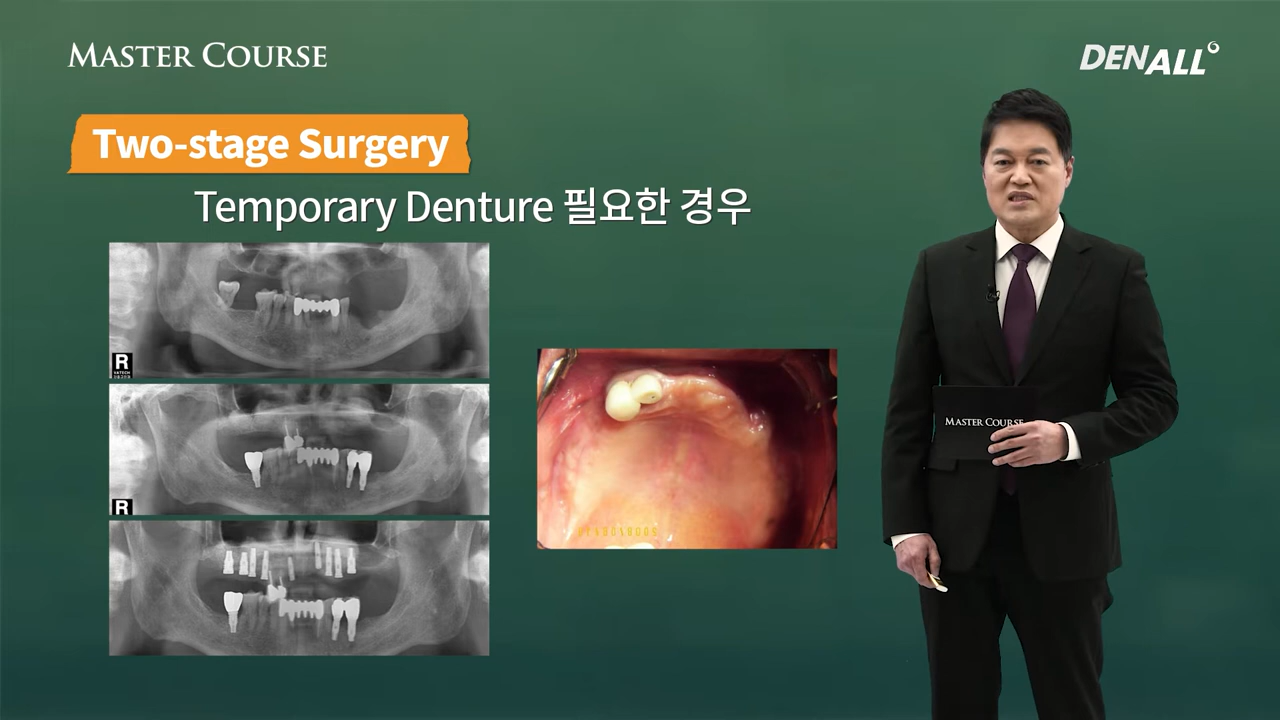 MASTER COURSE
DENALL
Two-stage Surgery
Temporary Denture 필요한 경우
R
R
MASTER COURSE